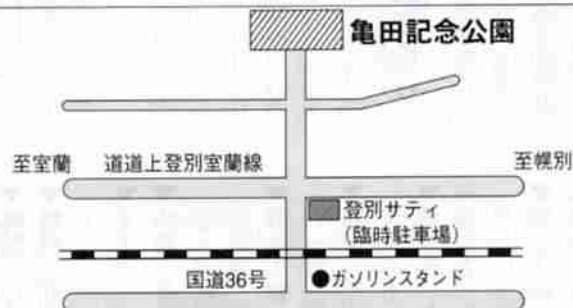 亀田記念公園
至室蘭
道道上登別室蘭線
至幌別
登別サティ
(臨時駐車場)
国道36号
●ガソリンスタンド